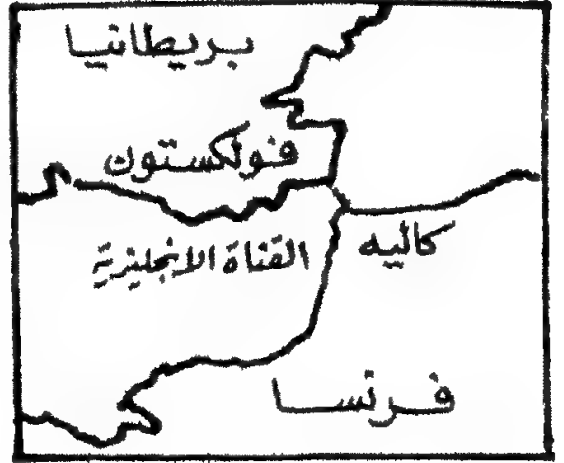 بريطانيا
فولكستون
كاليه
القناة الانجليزية
فرنسا